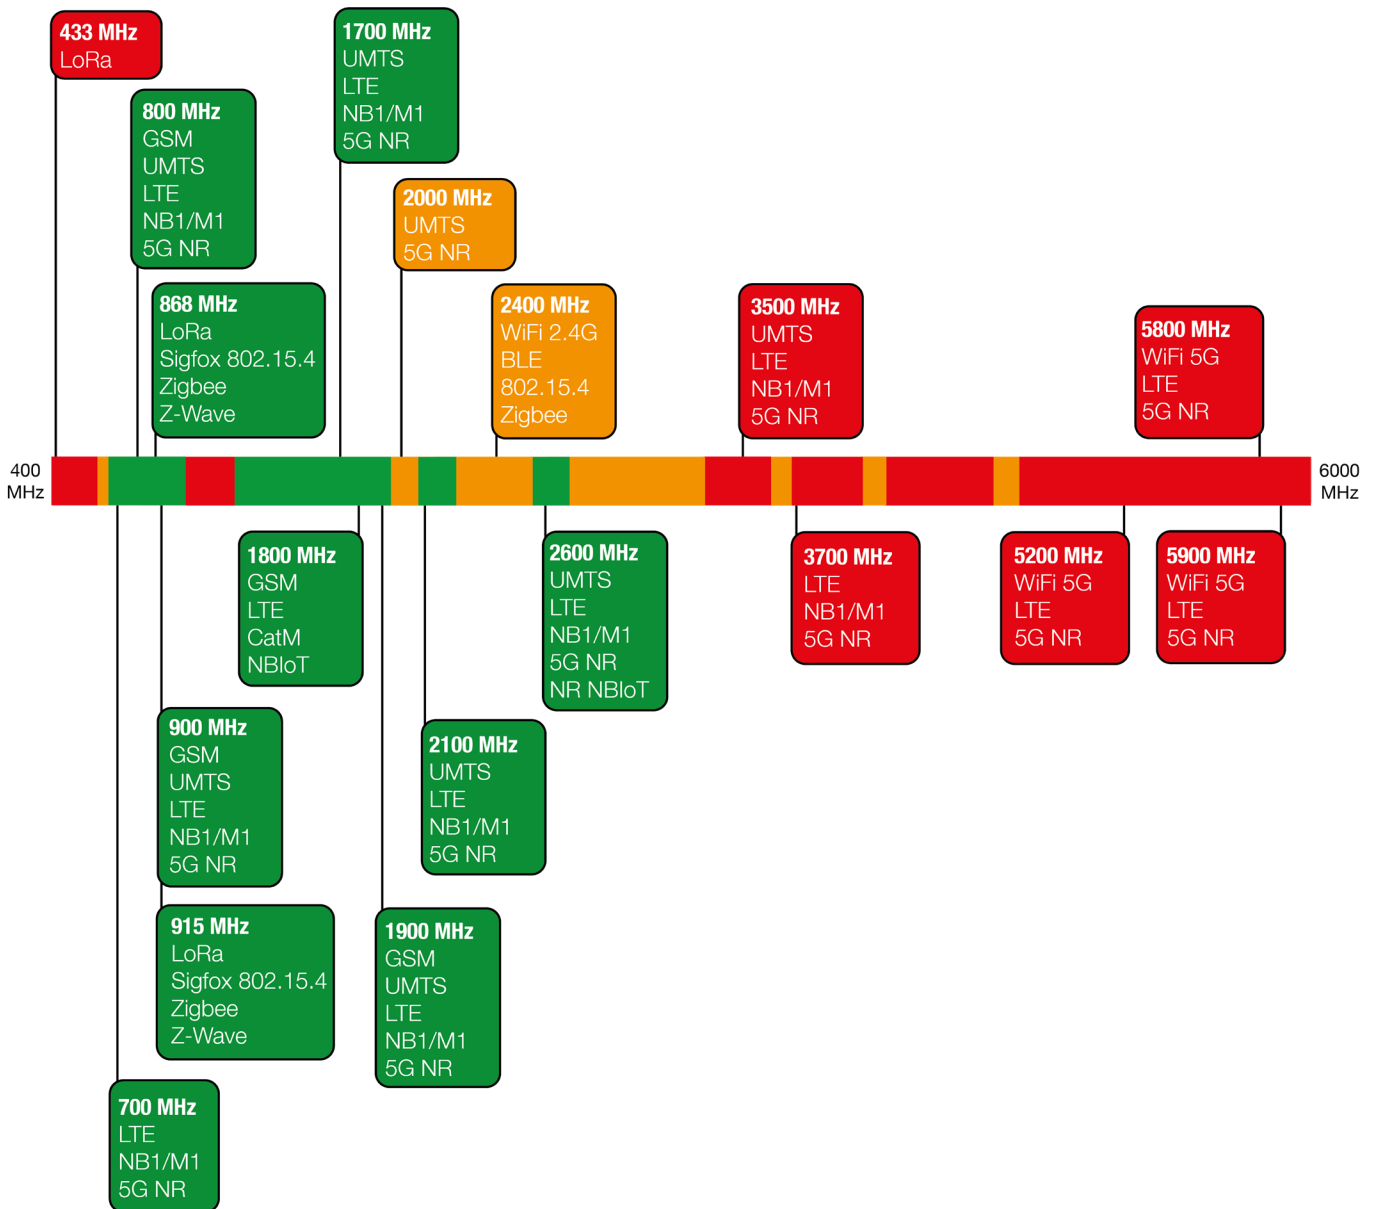 433 MHz
LoRa
800 MHz
GSM
UMTS
LTE
NB1/M1
5G NR
868 MHz
LoRa
Sigfox 802.15.4
Zigbee
Z-Wave
1700 MHz
UMTS
LTE
NB1/M1
5G NR
2000 MHz
UMTS
5G NR
2400 MHz
WiFi 2.4G
BLE
802.15.4
Zigbee
3500 MHz
UMTS
LTE
NB1/M1
5G NR
5800 MHz
WiFi 5G
LTE
5G NR
400
MHz
6000
MHz
1800 MHz
GSM
LTE
CatM
NBIoT
2600 MHz
UMTS
LTE
NB1/M1
5G NR
NR NBIoT
3700 MHz
LTE
NB1/M1
5G NR
5200 MHz
WiFi 5G
LTE
5G NR
5900 MHz
WiFi 5G
LTE
5G NR
900 MHz
GSM
UMTS
LTE
NB1/M1
5G NR
2100 MHz
UMTS
LTE
NB1/M1
5G NR
915 MHz
LoRa
Sigfox 802.15.4
Zigbee
Z-Wave
1900 MHz
GSM
UMTS
LTE
NB1/M1
5G NR
700 MHz
LTE
NB1/M1
5G NR